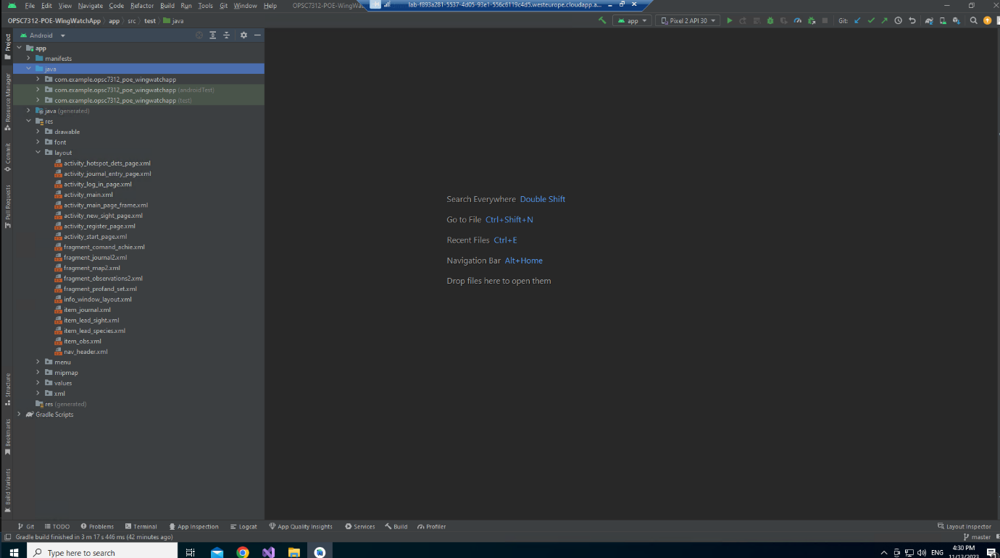 File Edit View Navigate Code Refactor Build Run Tools Git Window Help OPSC7312-POE-WingWatc
lab-f893a281-5537-4d05-93e1-556c6119c4d5.westeurope.cloudapp.a...
OPSC7312-POE-WingWatchApp app src test java
app Pixel 2 API 30 Git:
Project
Android
app
manifests
java
com.example.opsc7312_poe_wingwatchapp
com.example.opsc7312_poe_wingwatchapp (androidTest)
com.example.opsc7312_poe_wingwatchapp (test)
java (generated)
res
drawable
font
layout
activity_hotspot_dets_page.xml
activity_journal_entry_page.xml
activity_log_in_page.xml
activity_main.xml
activity_main_page_frame.xml
activity_new_sight_page.xml
activity_register_page.xml
activity_start_page.xml
fragment_comand_achie.xml
fragment_journal2.xml
fragment_map2.xml
fragment_observations2.xml
fragment_profand_set.xml
info_window_layout.xml
item_journal.xml
item_lead_sight.xml
item_lead_species.xml
item_obs.xml
nav_header.xml
menu
mipmap
values
xml
res (generated)
Gradle Scripts
Resource Manager
Commit
Pull Requests
Structure
Bookmarks
Build Variants
Search Everywhere Double Shift
Go to File Ctrl+Shift+N
Recent Files Ctrl+E
Navigation Bar Alt+Home
Drop files here to open them
Git TODO Problems Terminal App Inspection Logcat App Quality Insights Services Build Profiler Layout Inspector
Gradle build finished in 3 m 17 s 446 ms (42 minutes ago) master
Type here to search
ENG
4:30 PM
11/13/2023